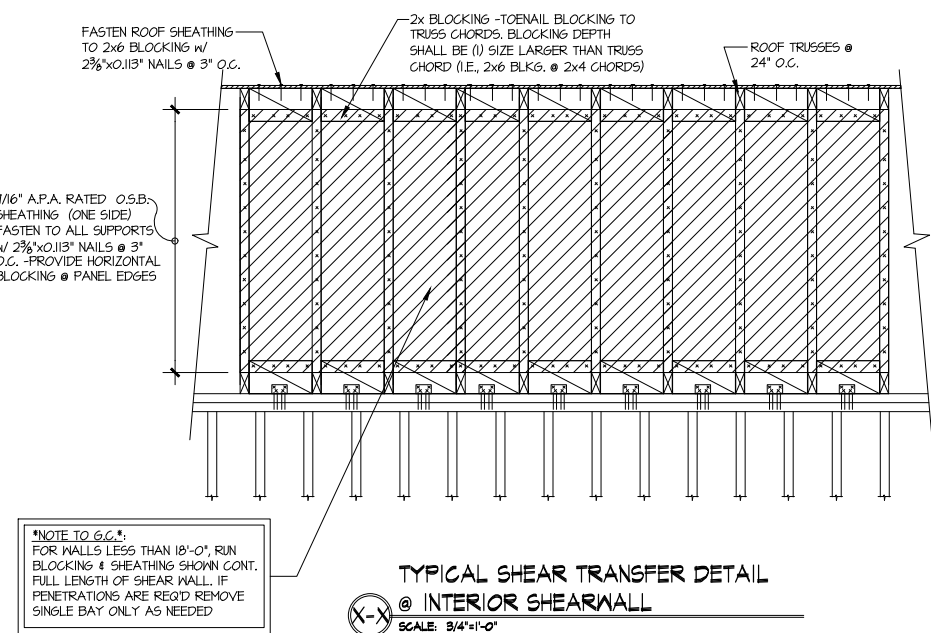 FASTEN ROOF SHEATHING
TO 2x6 BLOCKING W/
2⅜"x0.113" NAILS @ 3" O.C.
2x BLOCKING -TOENAIL BLOCKING TO
TRUSS CHORDS. BLOCKING DEPTH
SHALL BE (1) SIZE LARGER THAN TRUSS
CHORD (I.E., 2x6 BLKG. @ 2x4 CHORDS)
ROOF TRUSSES @
24" O.C.
/16" A.P.A. RATED O.S.B.
SHEATHING (ONE SIDE)
FASTEN TO ALL SUPPORTS
W/ 2⅜"x0.113" NAILS @ 3"
O.C. -PROVIDE HORIZONTAL
BLOCKING @ PANEL EDGES
*NOTE TO G.C.*:
FOR WALLS LESS THAN 18'-0", RUN
BLOCKING & SHEATHING SHOWN CONT.
FULL LENGTH OF SHEAR WALL. IF
PENETRATIONS ARE REQ'D REMOVE
SINGLE BAY ONLY AS NEEDED
TYPICAL SHEAR TRANSFER DETAIL
X-X @ INTERIOR SHEARWALL
SCALE: 3/4"=1'-0"